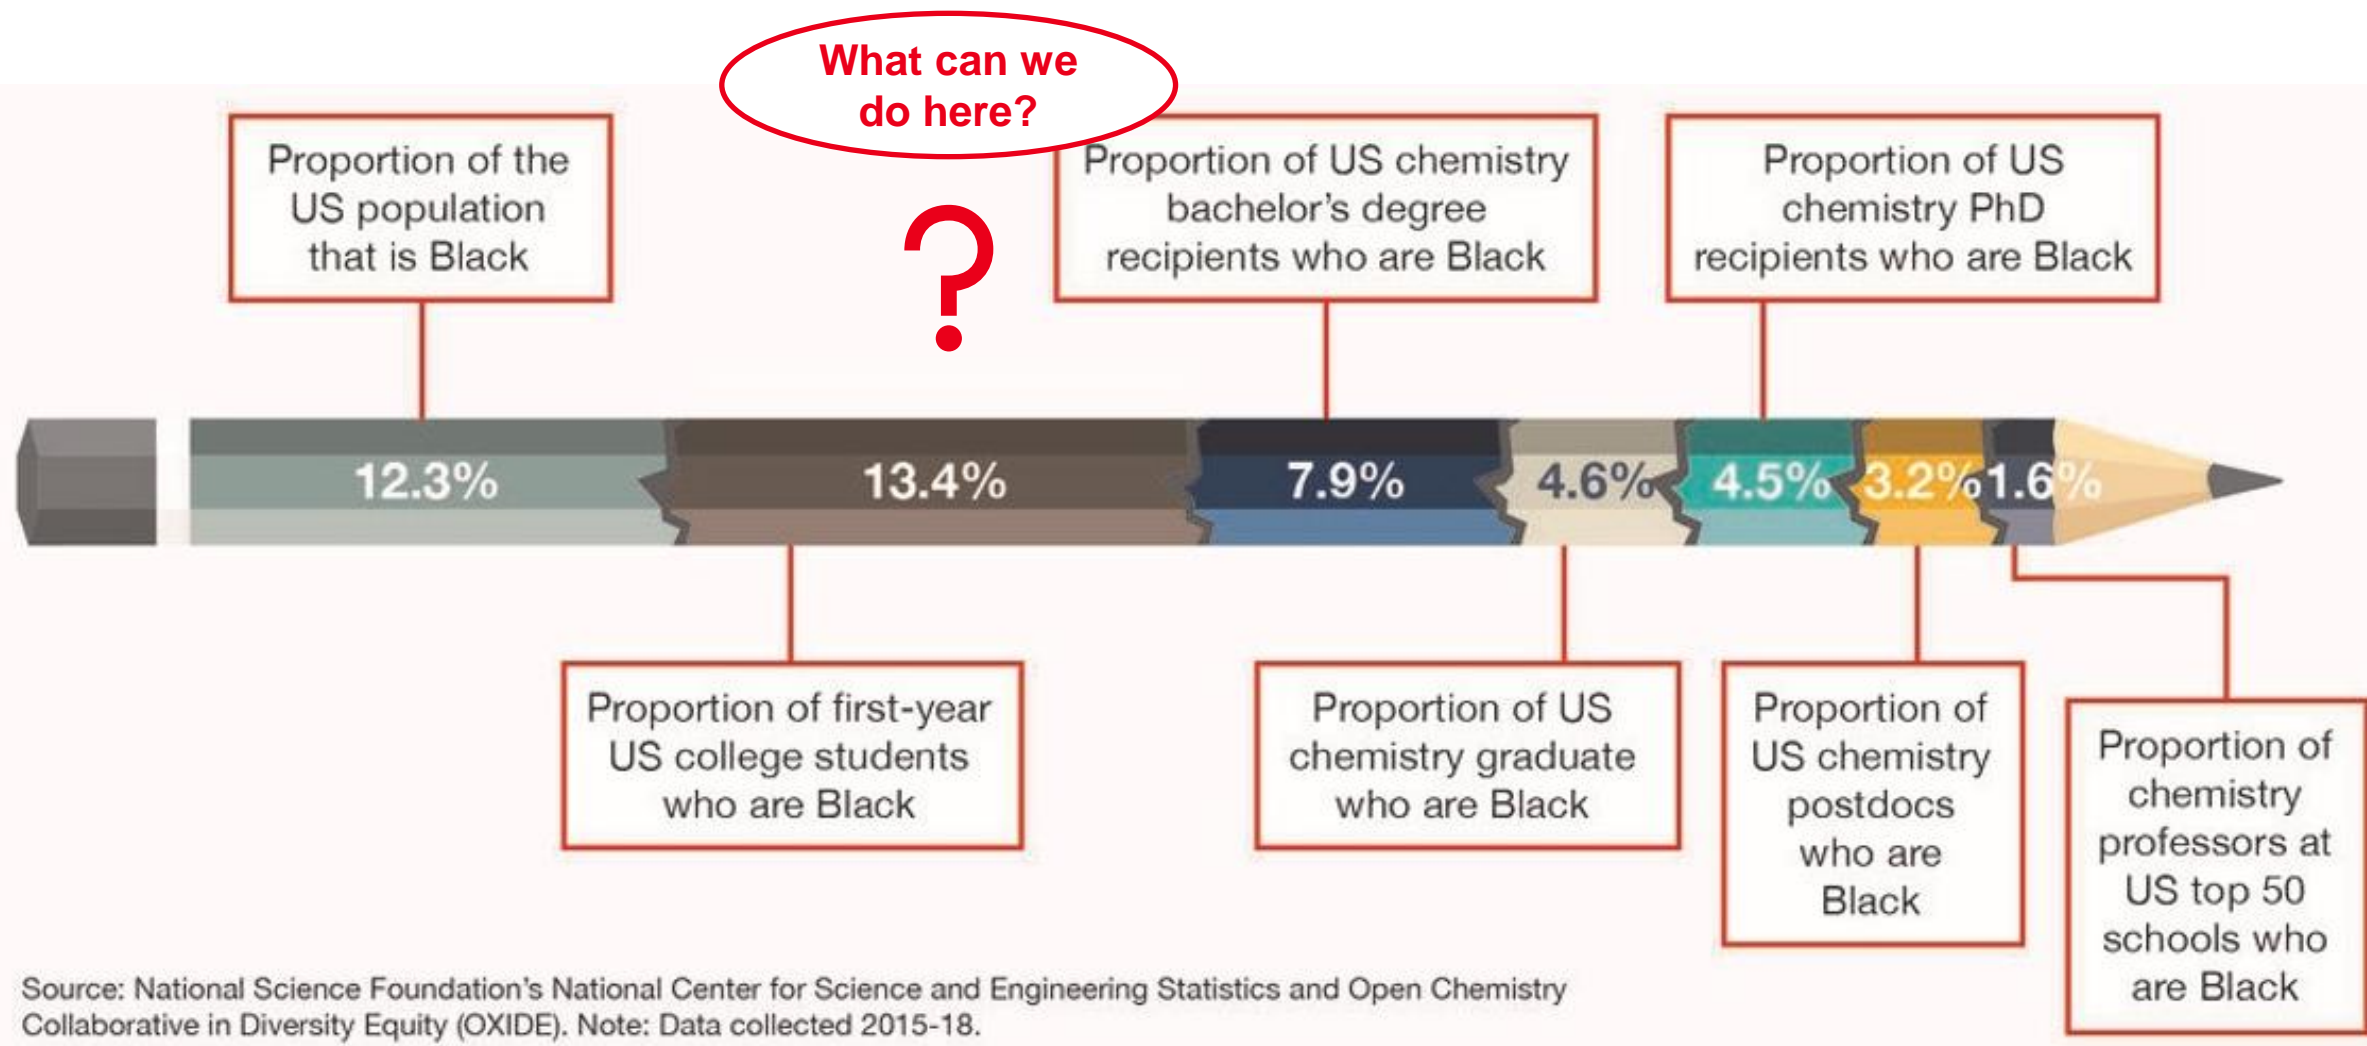 What can we
do here?
Proportion of the
US population
that is Black
?
Proportion of US chemistry
bachelor's degree
recipients who are Black
Proportion of US
chemistry PhD
recipients who are Black
12.3%
13.4%
7.9%
4.6%
4.5%
3.2%
1.6%
Proportion of first-year
US college students
who are Black
Proportion of US
chemistry graduate
who are Black
Proportion of
US chemistry
postdocs
who are
Black
Proportion of
chemistry
professors at
US top 50
schools who
are Black
Source: National Science Foundation's National Center for Science and Engineering Statistics and Open Chemistry
Collaborative in Diversity Equity (OXIDE). Note: Data collected 2015-18.